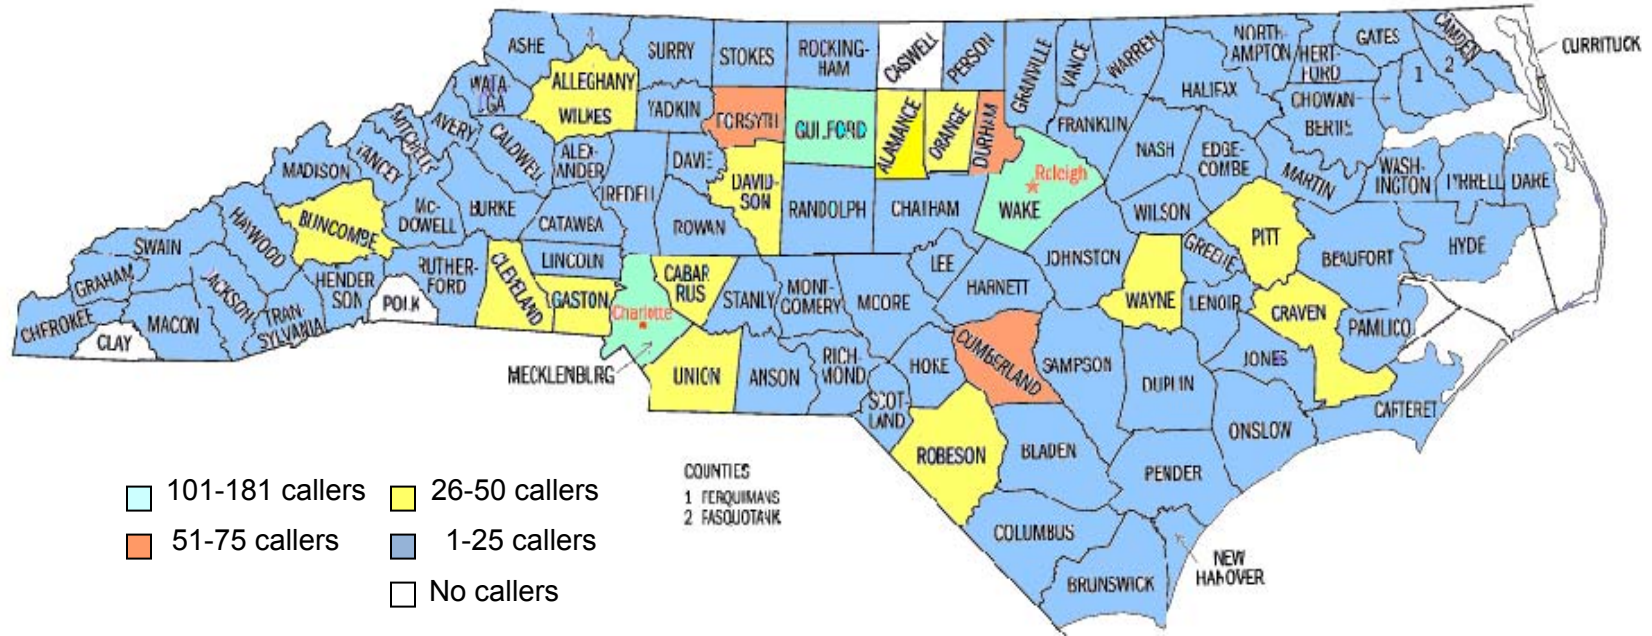 ASHE
ALLEGHANY
SURRY
STOKES
ROCKING-
HAM
CASWELL
PERSON
GRANVILLE
VANCE
WARREN
NORTH-
AMPTON
HERT-
FORD
GATES
CAMDEN
CURRITUCK
1
2
WATA-
GA
WILKES
YADKIN
FORSYTH
GUILFORD
ALAMANCE
ORANGE
DURHAM
FRANKLIN
HALIFAX
CHOWAN
BERTIE
MITCHELL
AVERY
CALDWELL
ALEX-
ANDER
DAVIE
NASH
EDGE-
COMBE
MARTIN
WASH-
INGTON
TYRRELL
DARE
MADISON
YANCEY
IREDELL
DAVID-
SON
RANDOLPH
CHATHAM
Raleigh
WAKE
WILSON
PITT
BUNCOMBE
Mc-
DOWELL
BURKE
CATAWBA
ROWAN
HAYWOOD
SWAIN
GRAHAM
JACKSON
HENDER
SON
RUTHER-
FORD
CLEVELAND
LINCOLN
GASTON
CABAR
RUS
STANLY
MONT-
GOMERY
MOORE
LEE
HARNETT
JOHNSTON
GREENE
BEAUFORT
HYDE
CHEROKEE
CLAY
MACON
TRAN-
SYLVANIA
POLK
Charlotte
MECKLENBURG
UNION
ANSON
RICH-
MOND
SCOT-
LAND
HOKE
CUMBERLAND
SAMPSON
WAYNE
LENOIR
CRAVEN
PAMLICO
JONES
DUPLIN
CARTERET
ONSLOW
ROBESON
BLADEN
PENDER
COLUMBUS
BRUNSWICK
NEW
HANOVER
COUNTIES
1 PERQUIMANS
2 PASQUOTANK
101-181 callers
26-50 callers
51-75 callers
1-25 callers
No callers